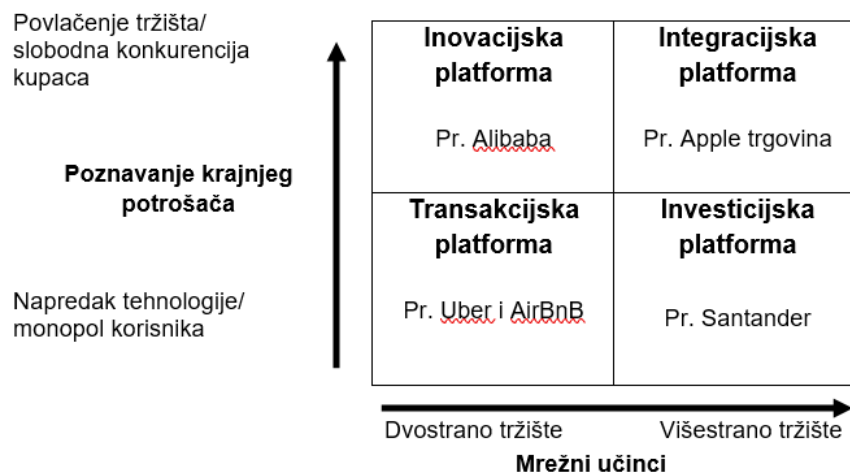 Povlačenje tržišta/
slobodna konkurencija
kupaca
Poznavanje krajnjeg
potrošača
Napredak tehnologije/
monopol korisnika
Inovacijska
platforma
Pr. Alibaba
Integracijska
platforma
Pr. Apple trgovina
Transakcijska
platforma
Pr. Uber i AirBnB
Investicijska
platforma
Pr. Santander
Dvostrano tržište
Višestrano tržište
Mrežni učinci